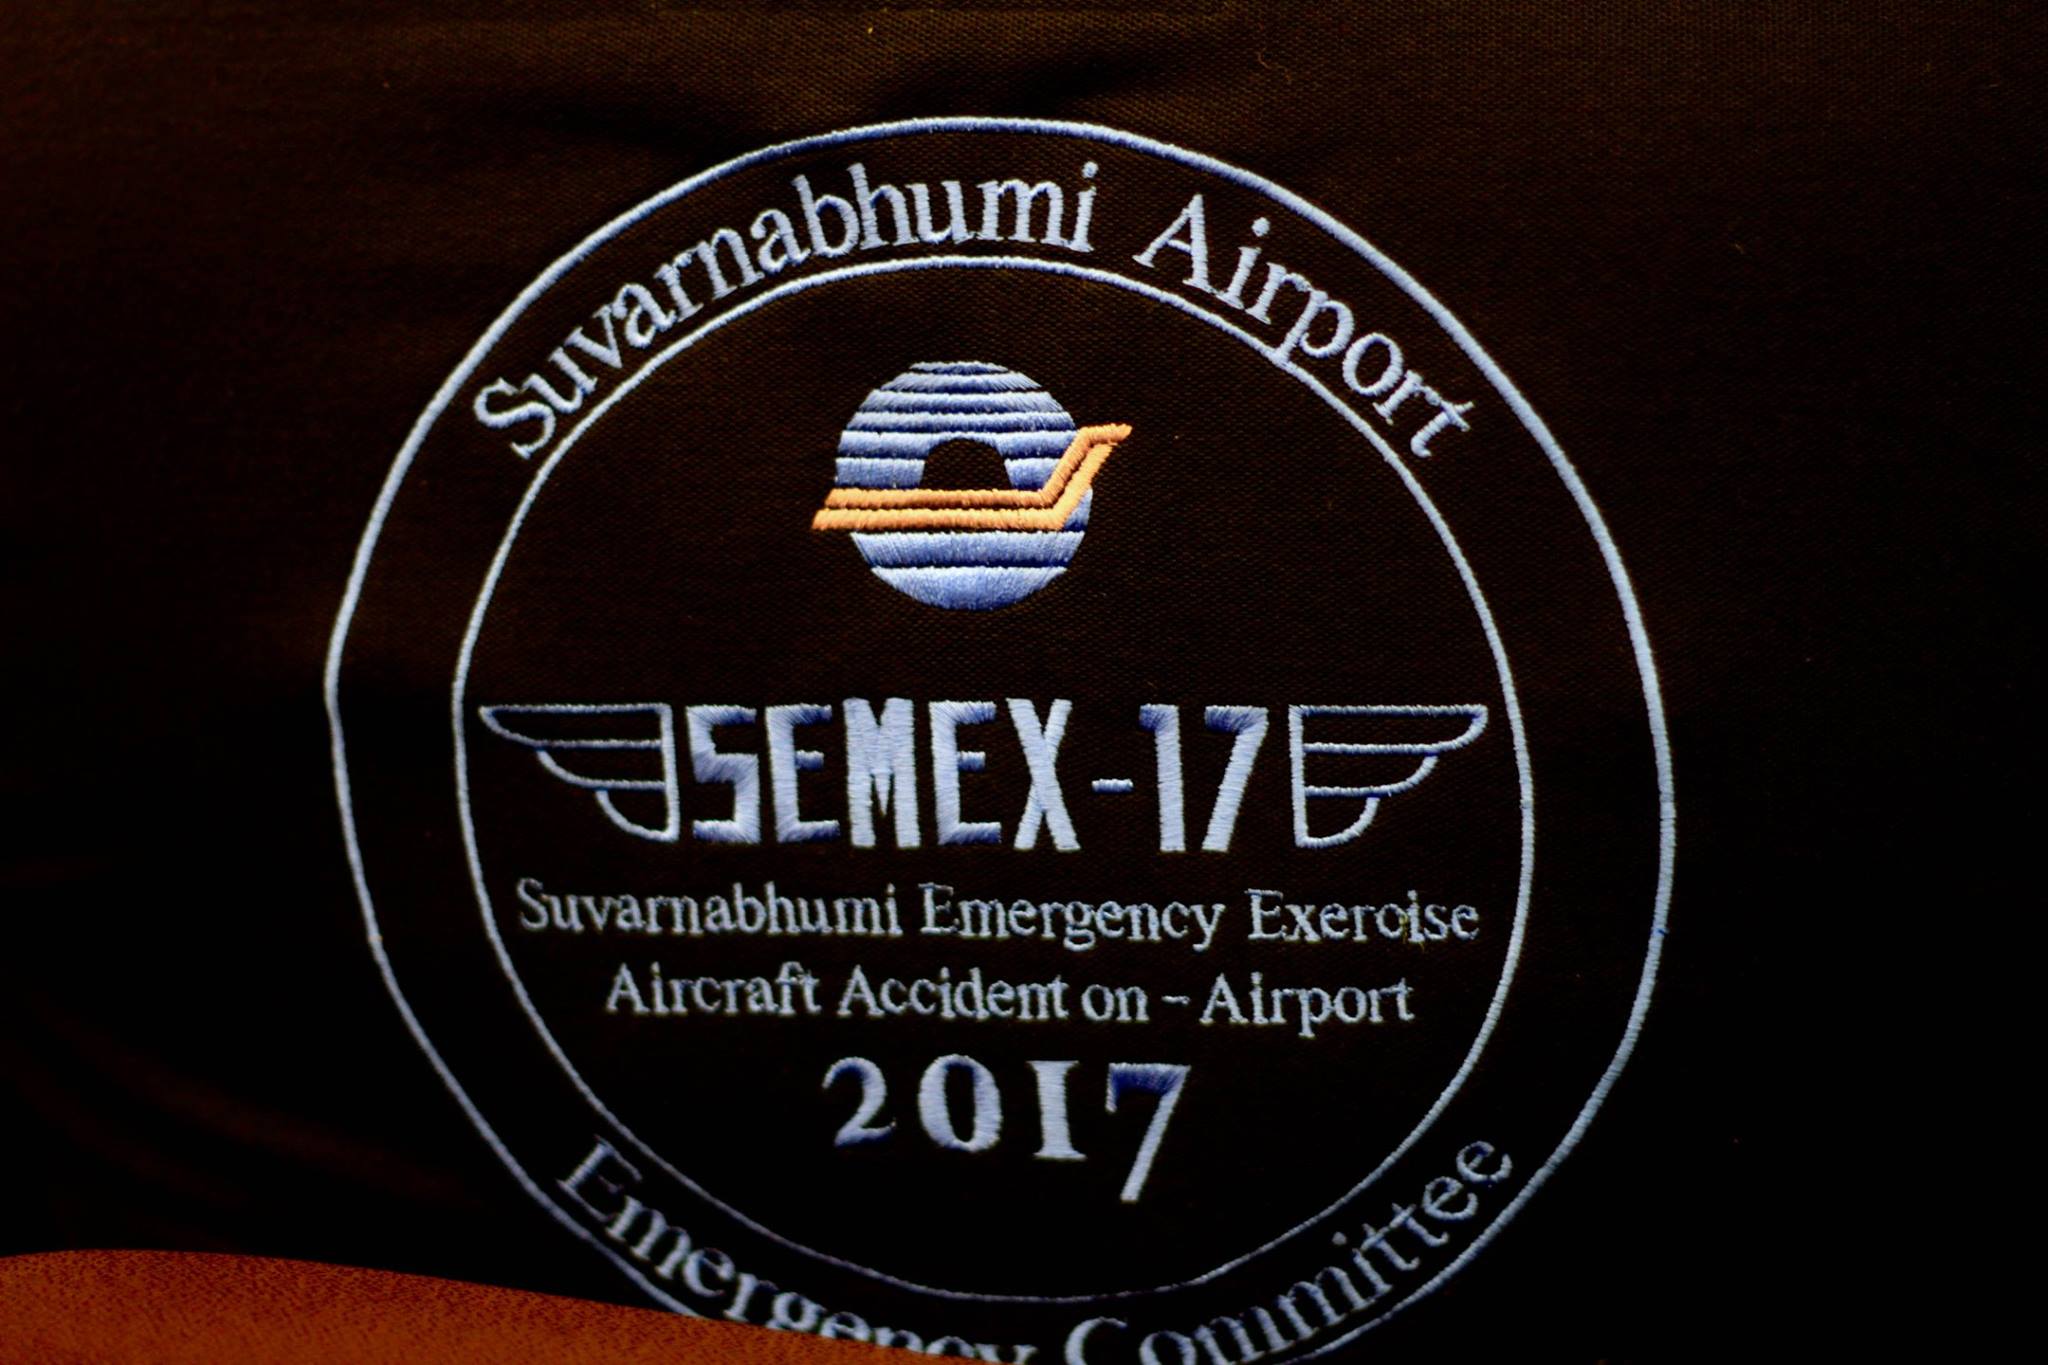 Suvarnabhumi Airport
SEMEX-17
Suvarnabhumi Emergency Exeroise
Aircraft Accident on - Airport
2017
Emergency Committee